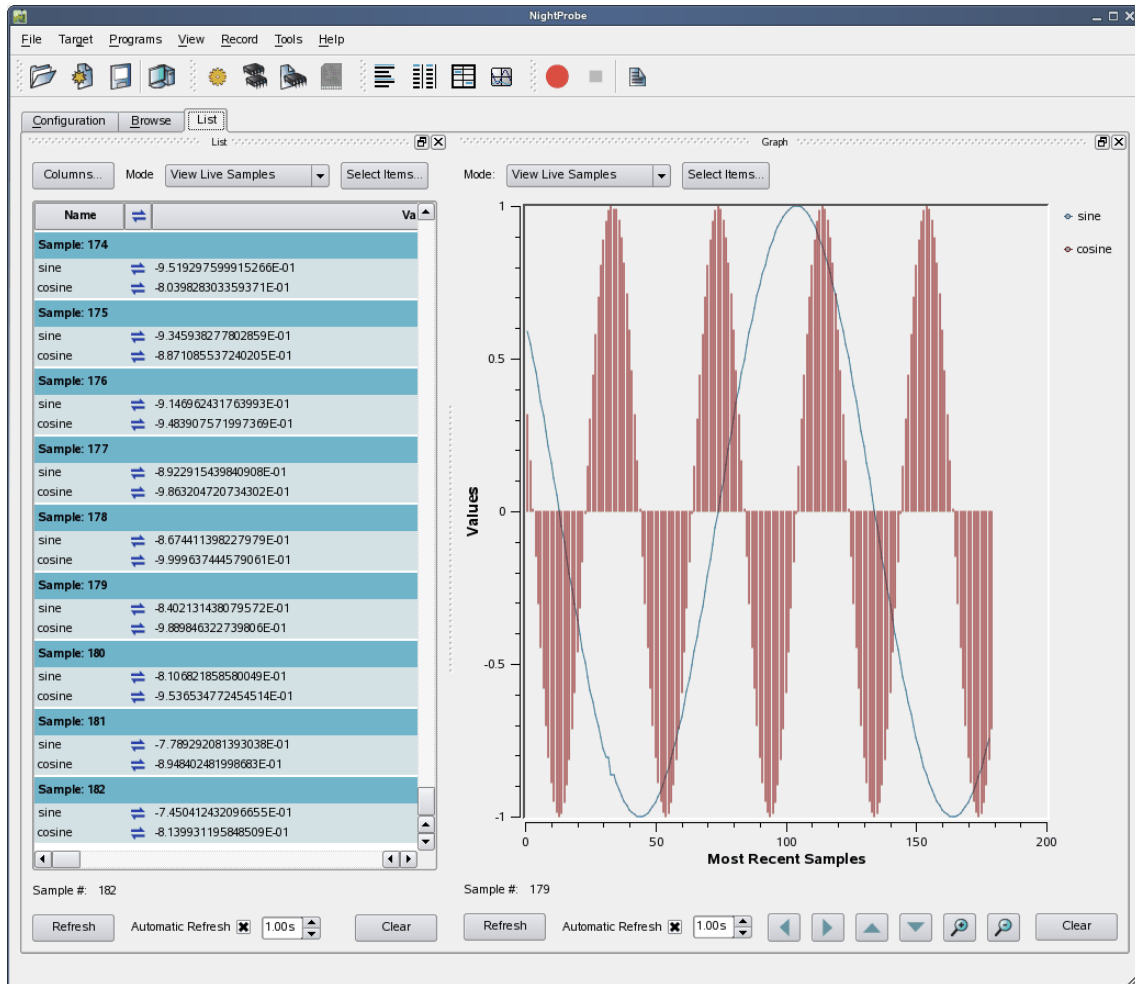 NightProbe
File Target Programs View Record Tools Help
Configuration Browse List
List
Columns... Mode View Live Samples Select Items...
Name Va
Sample: 174
sine -9.519297599915266E-01
cosine -8.039828303359371E-01
Sample: 175
sine -9.345938277802859E-01
cosine -8.871085537240205E-01
Sample: 176
sine -9.146962431763993E-01
cosine -9.483907571997369E-01
Sample: 177
sine -8.922915439840908E-01
cosine -9.863204720734302E-01
Sample: 178
sine -8.674411398227979E-01
cosine -9.999637444579061E-01
Sample: 179
sine -8.402131438079572E-01
cosine -9.889846322739806E-01
Sample: 180
sine -8.106821858580049E-01
cosine -9.536534772454514E-01
Sample: 181
sine -7.789292081393038E-01
cosine -8.948402481998683E-01
Sample: 182
sine -7.450412432096655E-01
cosine -8.139931195848509E-01
Sample #: 182
Refresh Automatic Refresh 1.00s Clear
Graph
Mode: View Live Samples Select Items...
sine
cosine
1
0.5
0
-0.5
-1
Values
0 50 100 150 200
Most Recent Samples
Sample #: 179
Refresh Automatic Refresh 1.00s Clear